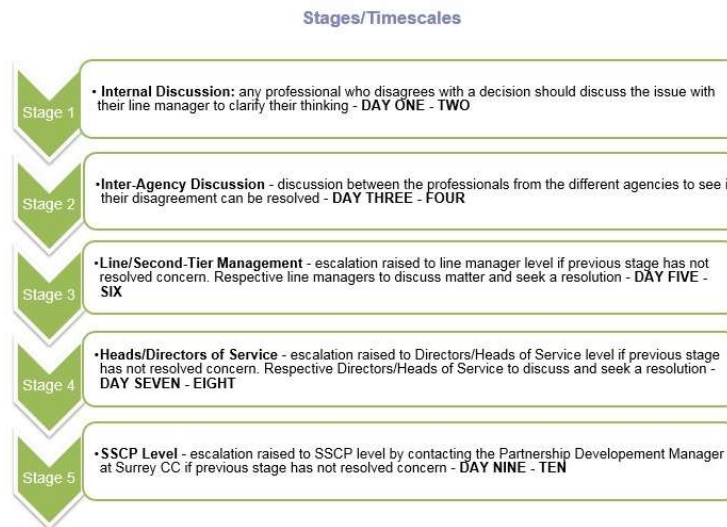 Stages/Timescales
Stage 1
• Internal Discussion: any professional who disagrees with a decision should discuss the issue with
their line manager to clarify their thinking - DAY ONE - TWO
Stage 2
•Inter-Agency Discussion - discussion between the professionals from the different agencies to see
their disagreement can be resolved - DAY THREE - FOUR
Stage 3
•Line/Second-Tier Management - escalation raised to line manager level if previous stage has not
resolved concern. Respective line managers to discuss matter and seek a resolution - DAY FIVE -
SIX
Stage 4
•Heads/Directors of Service - escalation raised to Directors/Heads of Service level if previous stage
has not resolved concern. Respective Directors/Heads of Service to discuss and seek a resolution -
DAY SEVEN - EIGHT
Stage 5
•SSCP Level - escalation raised to SSCP level by contacting the Partnership Developement Manager
at Surrey CC if previous stage has not resolved concern - DAY NINE - TEN